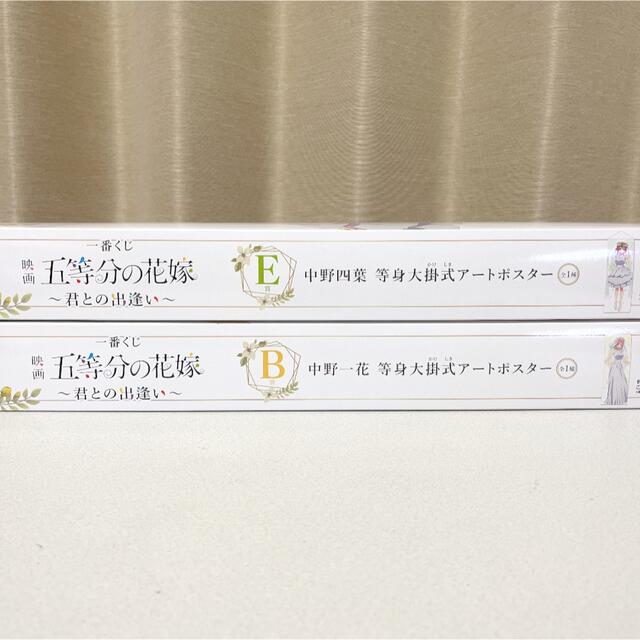 一番くじ
映画 五等分の花嫁
〜君との出逢い〜
E賞
中野四葉 等身大掛式アートポスター 全1種
かけ しき
一番くじ
映画 五等分の花嫁
〜君との出逢い〜
B賞
中野一花 等身大掛式アートポスター 全1種
かけ しき